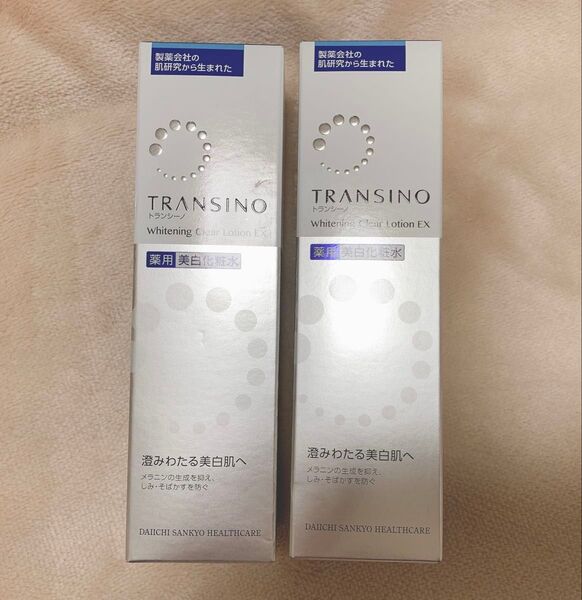 製薬会社の
肌研究から生まれた
TRANSINO
トランシーノ
Whitening Clear Lotion EX
薬用 美白化粧水
澄みわたる美白肌へ
メラニンの生成を抑え、
しみ・そばかすを防ぐ
DAIICHI SANKYO HEALTHCARE
製薬会社の
肌研究から生まれた
TRANSINO
トランシーノ
Whitening Clear Lotion EX
薬用 美白化粧水
澄みわたる美白肌へ
メラニンの生成を抑え、
しみ・そばかすを防ぐ
DAIICHI SANKYO HEALTHCARE